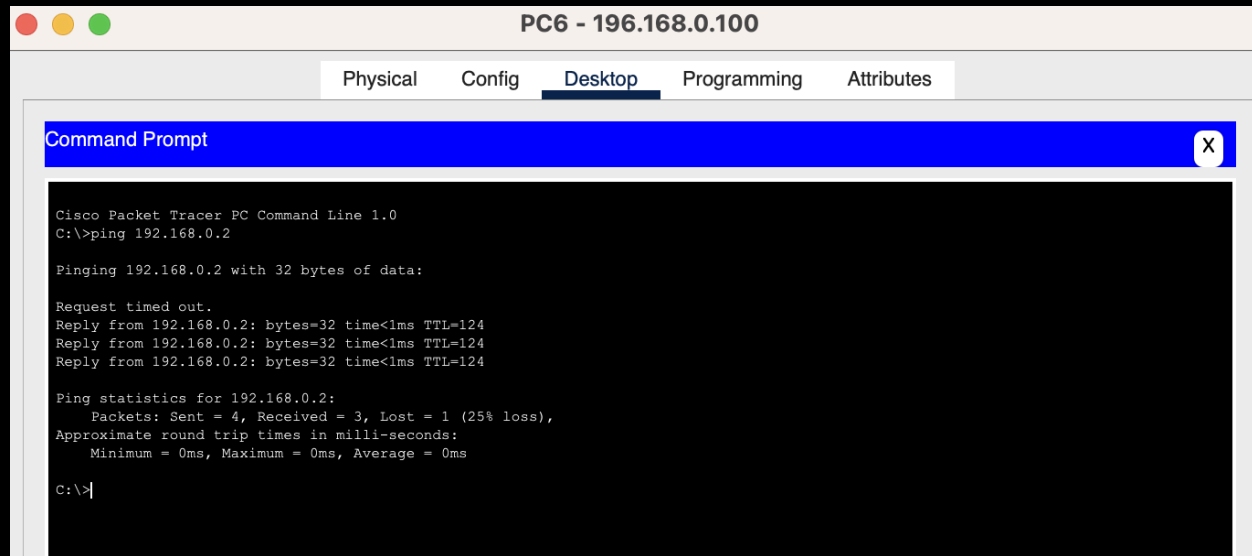 PC6 - 196.168.0.100
Physical Config Desktop Programming Attributes
Command Prompt
X
Cisco Packet Tracer PC Command Line 1.0
C:\>ping 192.168.0.2
Pinging 192.168.0.2 with 32 bytes of data:
Request timed out.
Reply from 192.168.0.2: bytes=32 time<1ms TTL=124
Reply from 192.168.0.2: bytes=32 time<1ms TTL=124
Reply from 192.168.0.2: bytes=32 time<1ms TTL=124
Ping statistics for 192.168.0.2:
Packets: Sent = 4, Received = 3, Lost = 1 (25% loss),
Approximate round trip times in milli-seconds:
Minimum = 0ms, Maximum = 0ms, Average = 0ms
C:\>